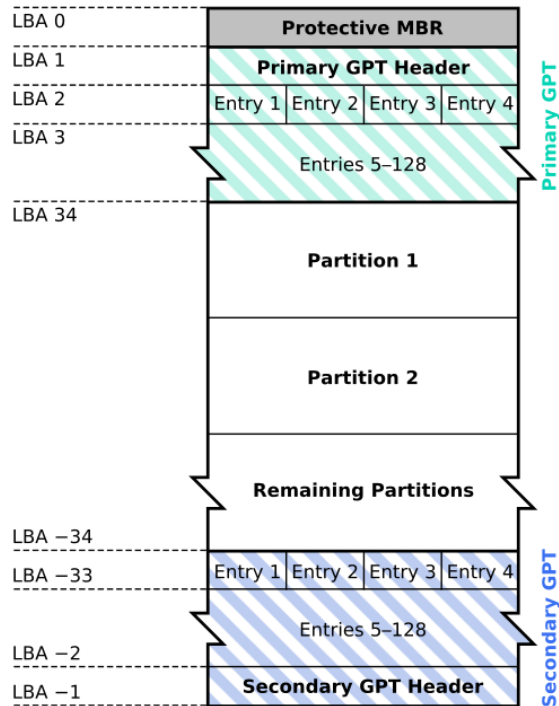 LBA 0
Protective MBR
LBA 1
Primary GPT Header
LBA 2
Entry 1 Entry 2 Entry 3 Entry 4
LBA 3
Entries 5–128
Primary GPT
LBA 34
Partition 1
Partition 2
Remaining Partitions
LBA −34
LBA −33
Entry 1 Entry 2 Entry 3 Entry 4
Entries 5–128
Secondary GPT
LBA −2
Secondary GPT Header
LBA −1